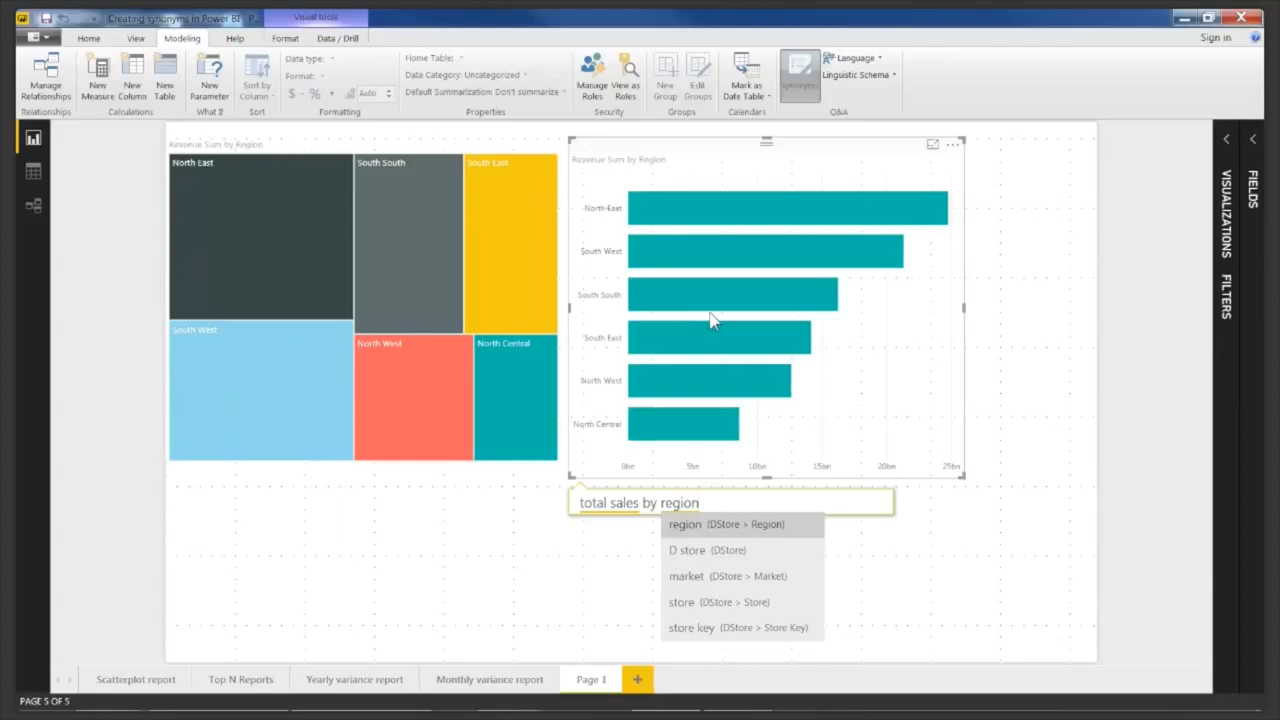 Creating synonyms in Power BI - P...
Visual tools
Home
View
Modeling
Help
Format
Data / Drill
Sign in
Manage Relationships
New Measure
New Column
New Table
New Parameter
Sort by Column
Data type:
Format:
$ %
Auto
Home Table:
Data Category: Uncategorized
Default Summarization: Don't summarize
Manage Roles
View as Roles
New Group
Edit Groups
Mark as Date Table
Synonyms
Language
Linguistic Schema
Relationships
Calculations
What If
Sort
Formatting
Properties
Security
Groups
Calendars
Q&A
Revenue Sum by Region
North East
South South
South East
South West
North West
North Central
Revenue Sum by Region
North East
South West
South South
South East
North West
North Central
0bn
5bn
10bn
15bn
20bn
25bn
total sales by region
region (DStore > Region)
D store (DStore)
market (DStore > Market)
store (DStore > Store)
store key (DStore > Store Key)
VISUALIZATIONS
FILTERS
FIELDS
Scatterplot report
Top N Reports
Yearly variance report
Monthly variance report
Page 1
PAGE 5 OF 5